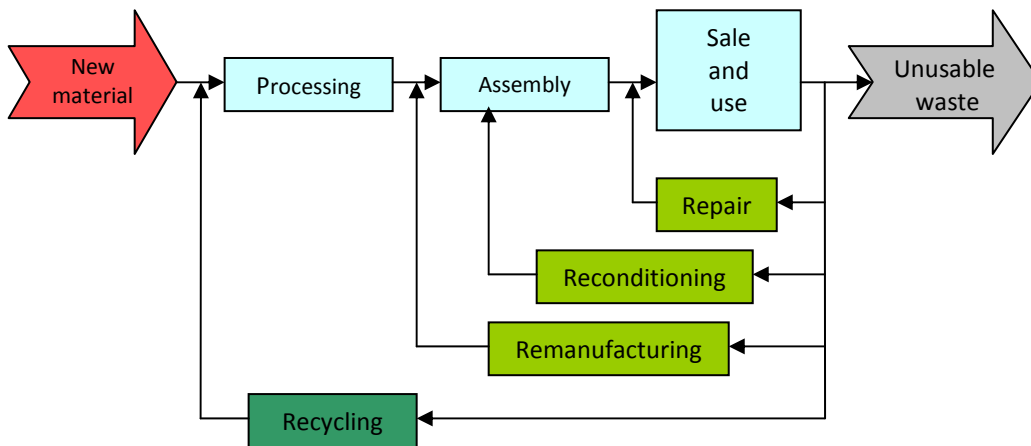 New
material
Processing
Assembly
Sale
and
use
Unusable
waste
Repair
Reconditioning
Remanufacturing
Recycling